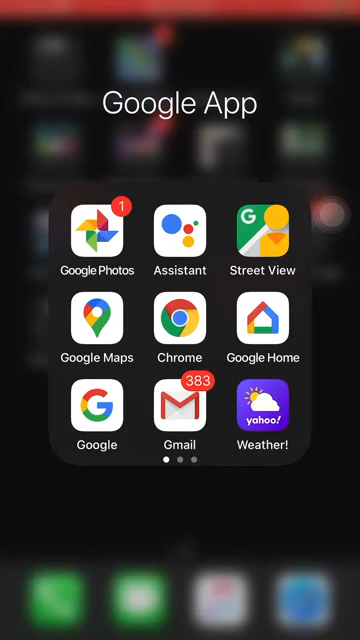 Google App
1
Google Photos
Assistant
G
Street View
Google Maps
Chrome
Google Home
G
383
yahoo!
Google
Gmail
Weather!